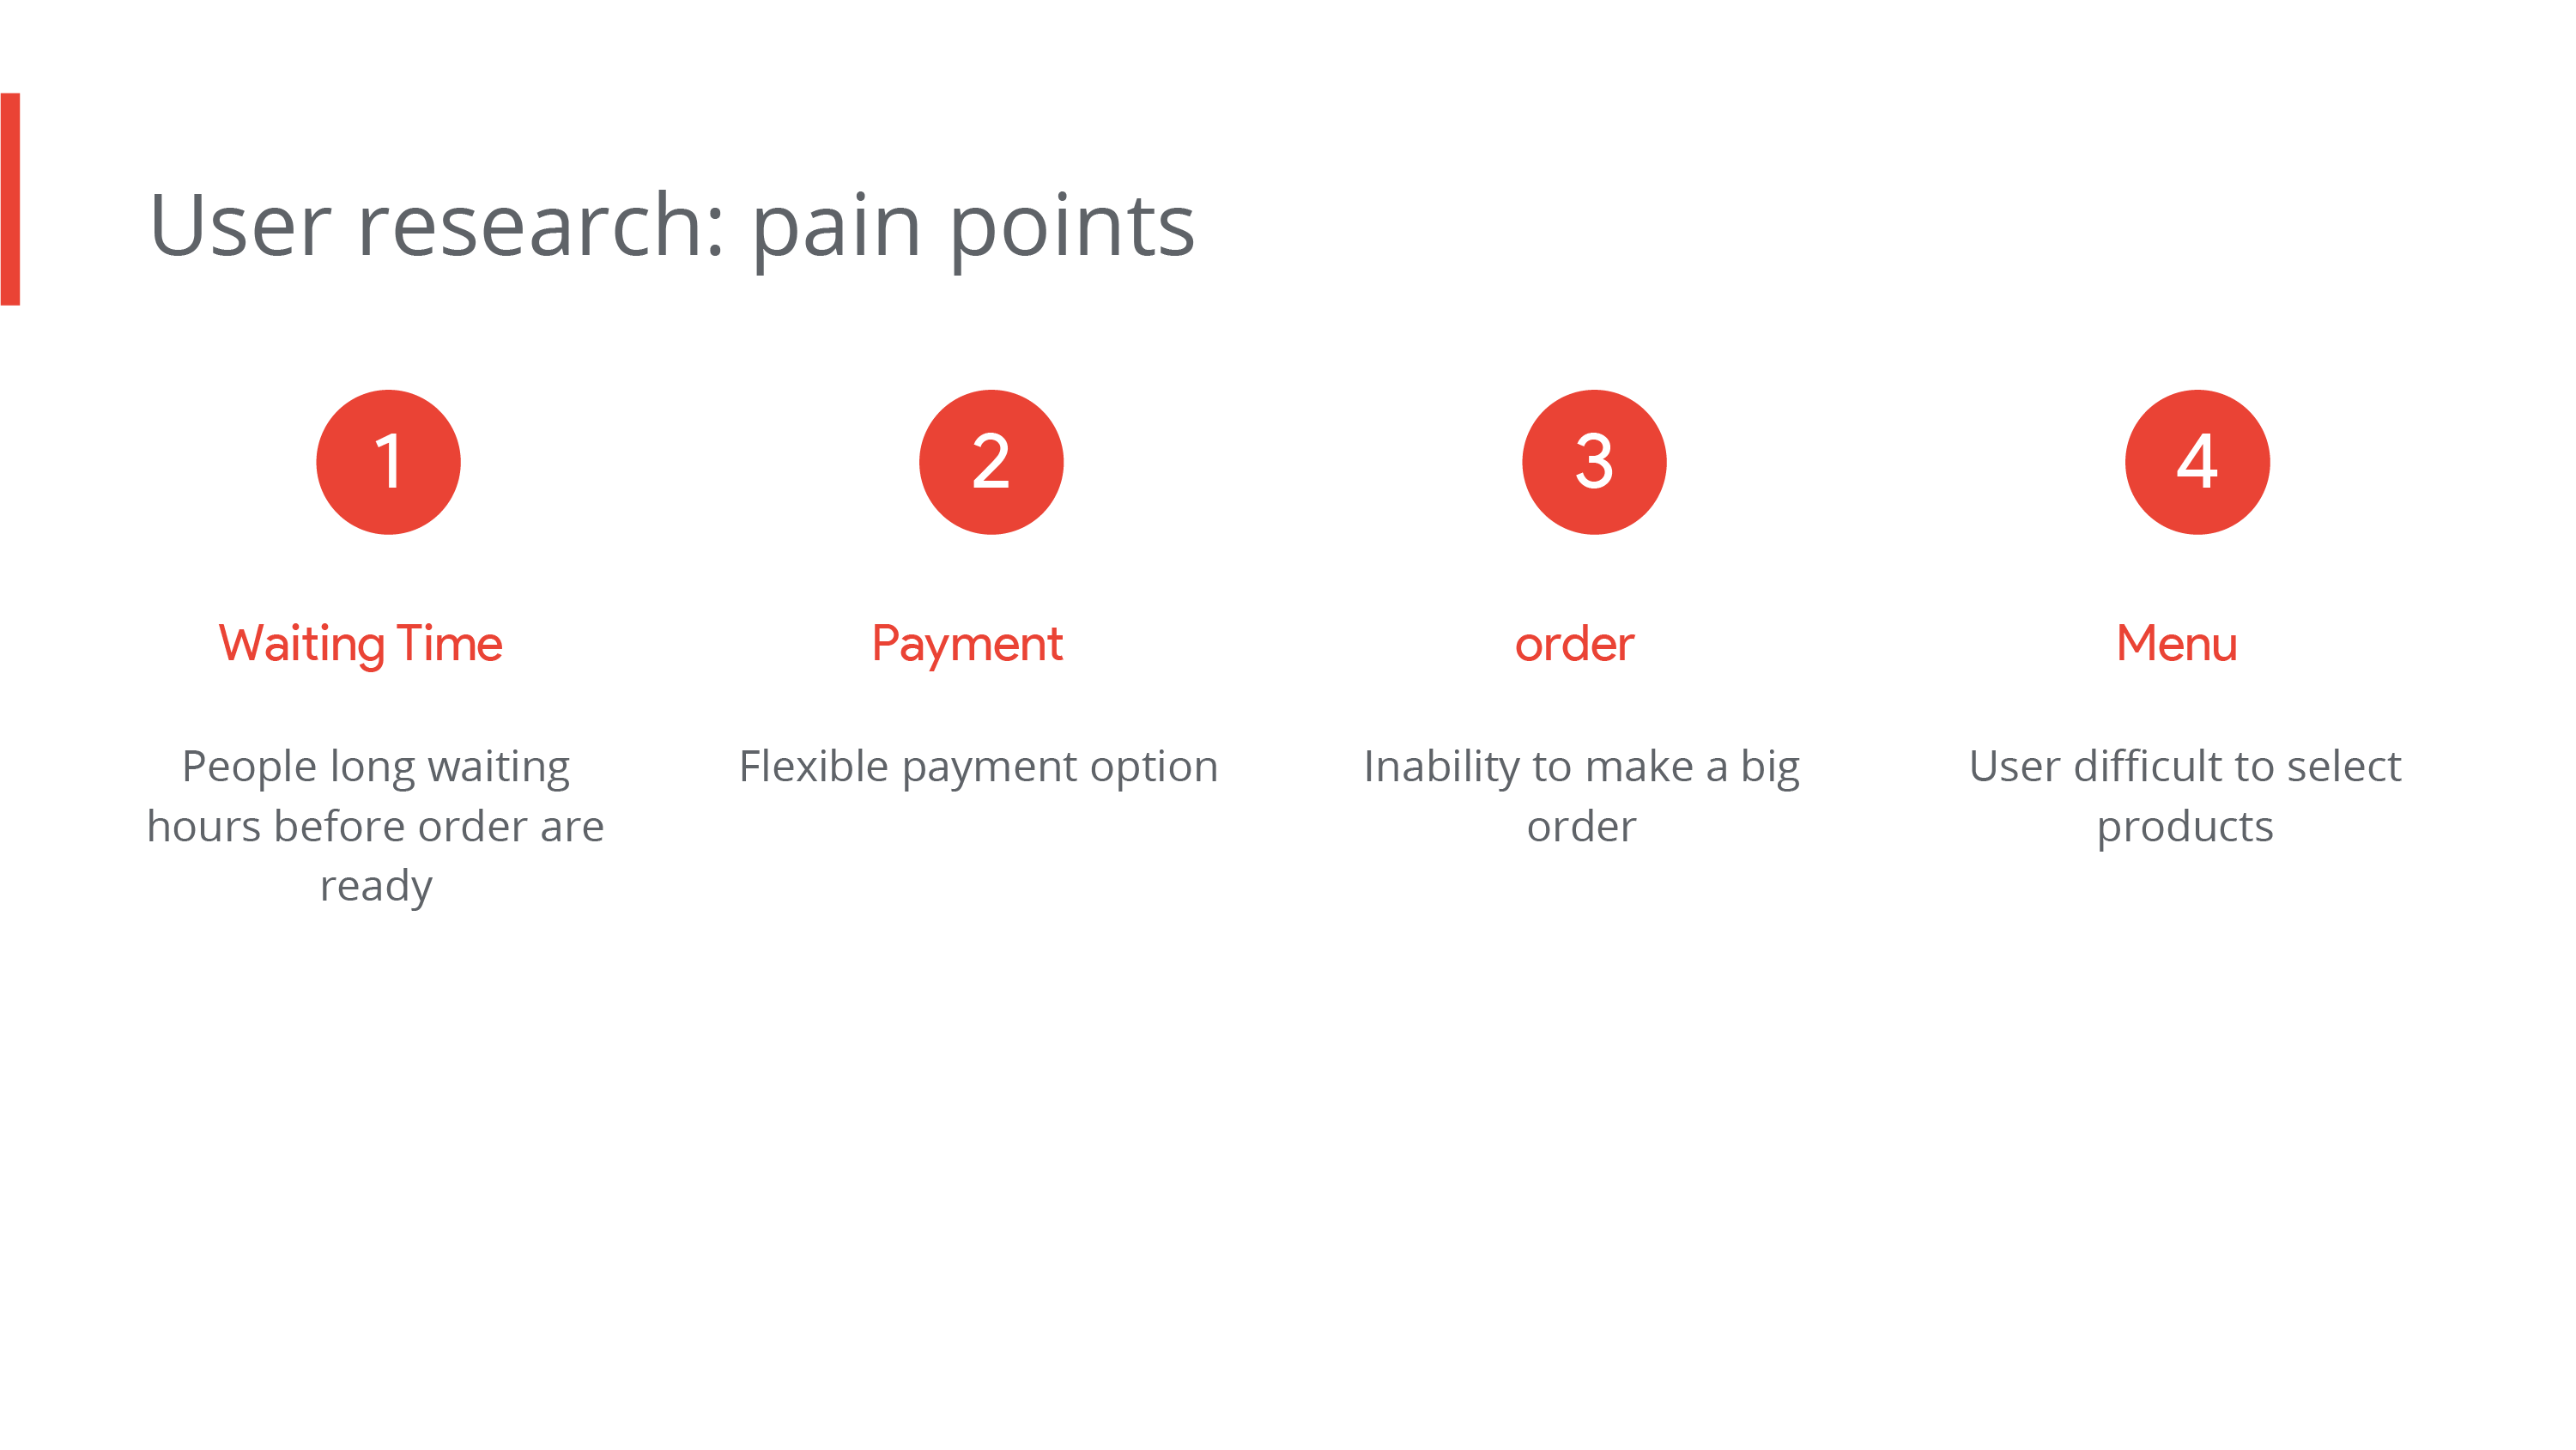 User research: pain points
1
Waiting Time
People long waiting
hours before order are
ready
2
Payment
Flexible payment option
3
order
Inability to make a big
order
4
Menu
User difficult to select
products